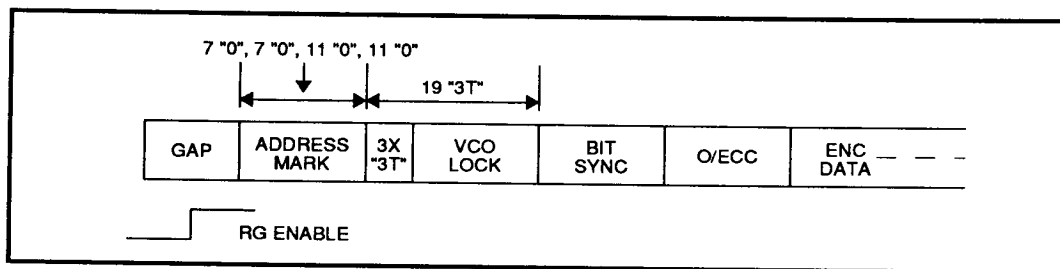 7 "0", 7 "0", 11 "0", 11 "0"
19 "3T"
GAP
ADDRESS
MARK
3X
"3T"
VCO
LOCK
BIT
SYNC
O/ECC
ENC
DATA
RG ENABLE